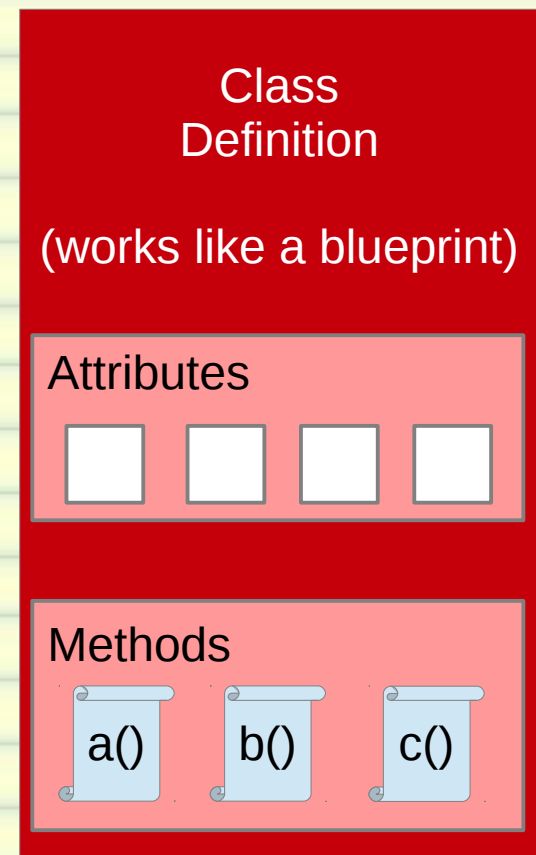 Class
Definition
(works like a blueprint)
Attributes
Methods
a() b() c()